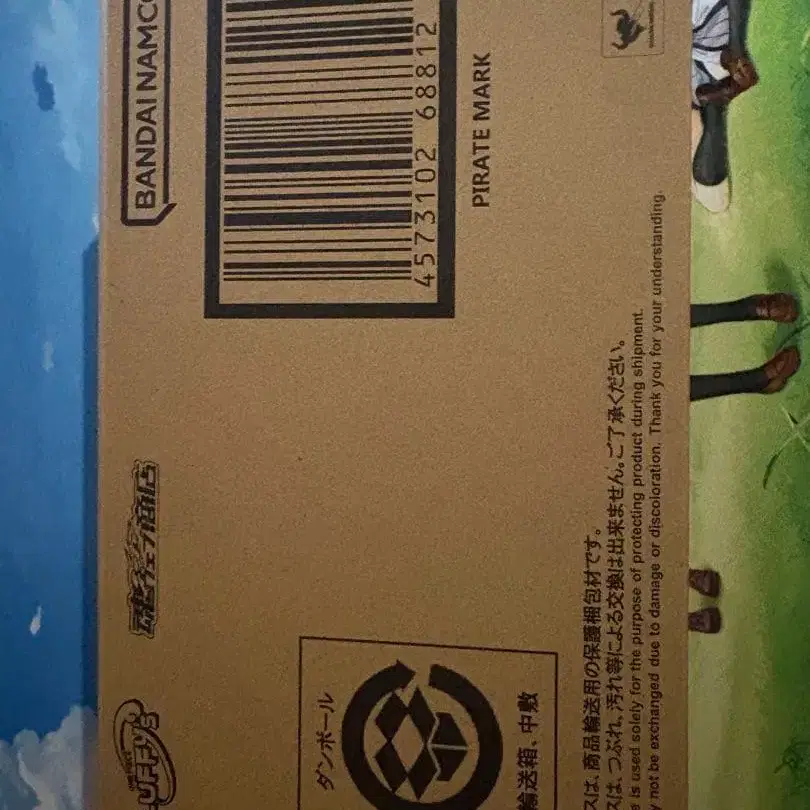 LUFFY'S
魂ウェブ商店
BANDAI NAMCO
4573102 68812
PIRATE MARK
ダンボール
輸送箱、中敷
スは、商品輸送用の保護梱包材です。
スは、つぶれ、汚れ等による交換は出来ません。ご了承ください。
is used solely for the purpose of protecting product during shipment.
not be exchanged due to damage or discoloration. Thank you for your understanding.